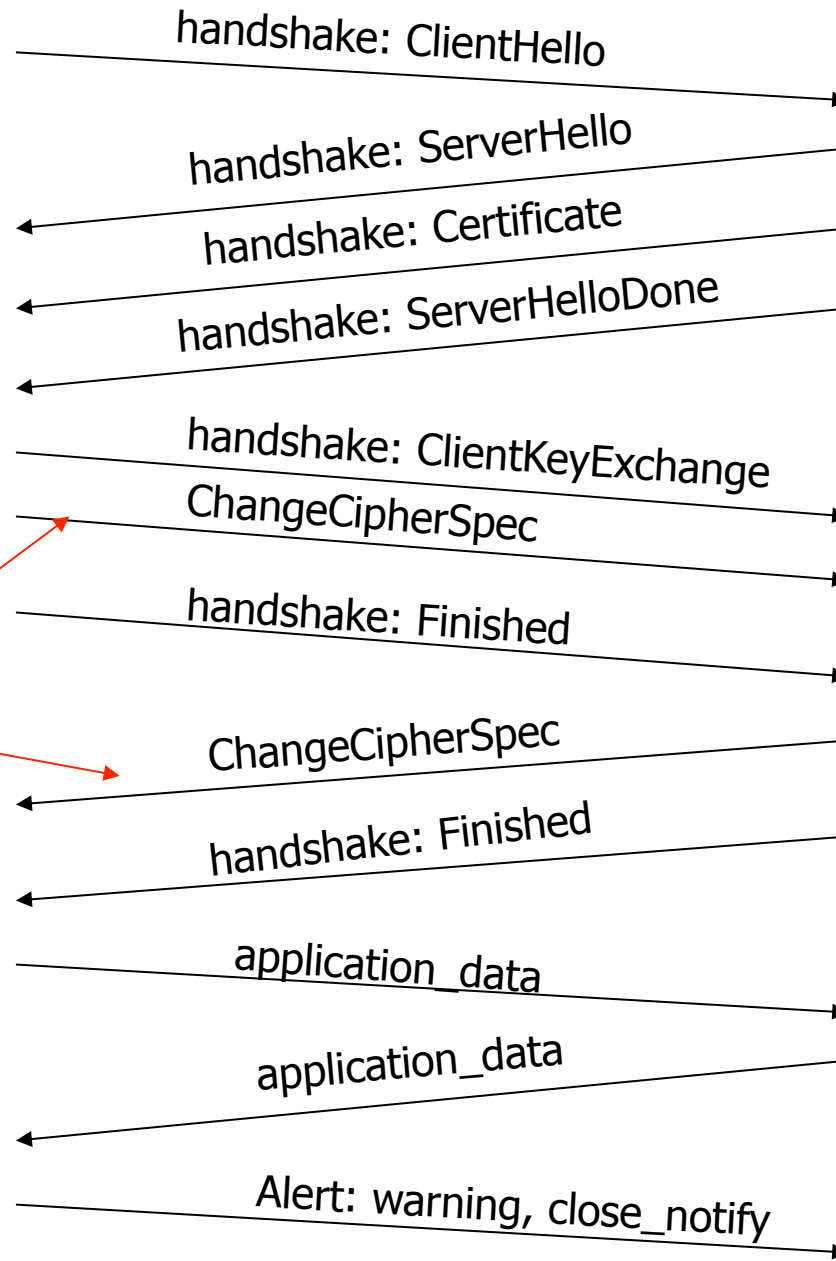 handshake: ClientHello
handshake: ServerHello
handshake: Certificate
handshake: ServerHelloDone
handshake: ClientKeyExchange
ChangeCipherSpec
handshake: Finished
ChangeCipherSpec
handshake: Finished
application_data
application_data
Alert: warning, close_notify